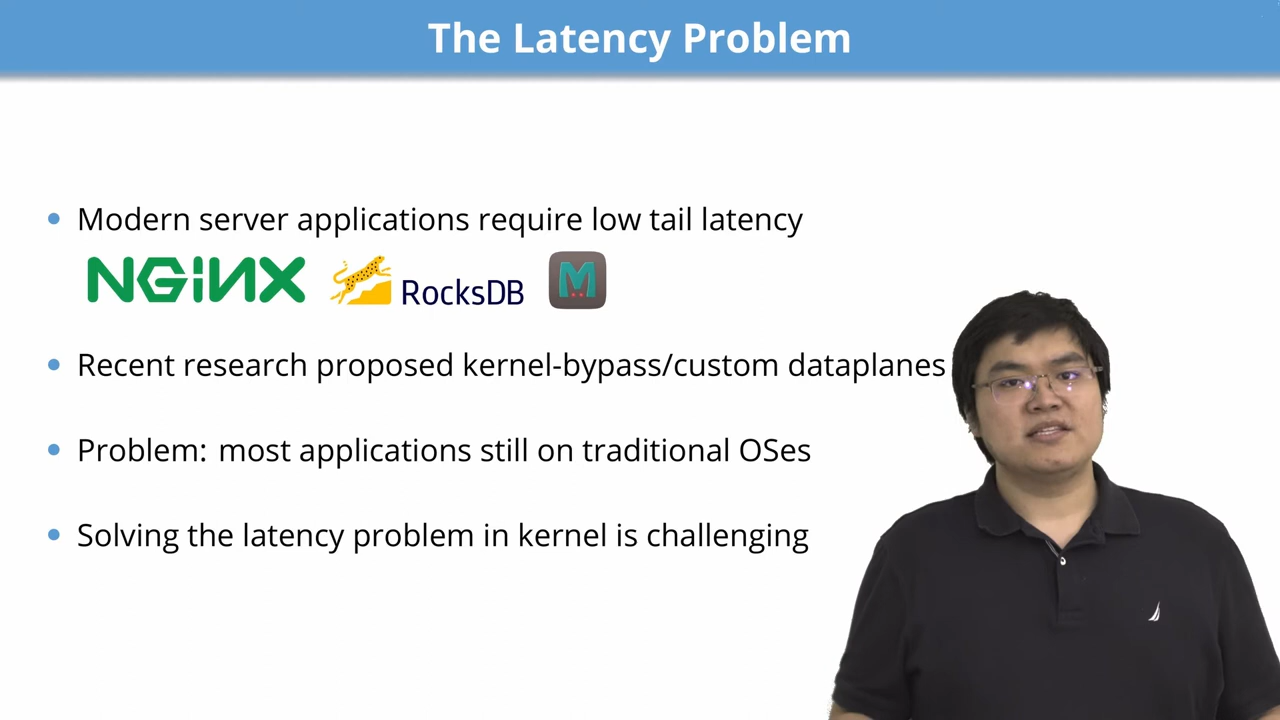 The Latency Problem
Modern server applications require low tail latency
NGINX RocksDB M
Recent research proposed kernel-bypass/custom dataplanes
Problem: most applications still on traditional OSes
Solving the latency problem in kernel is challenging